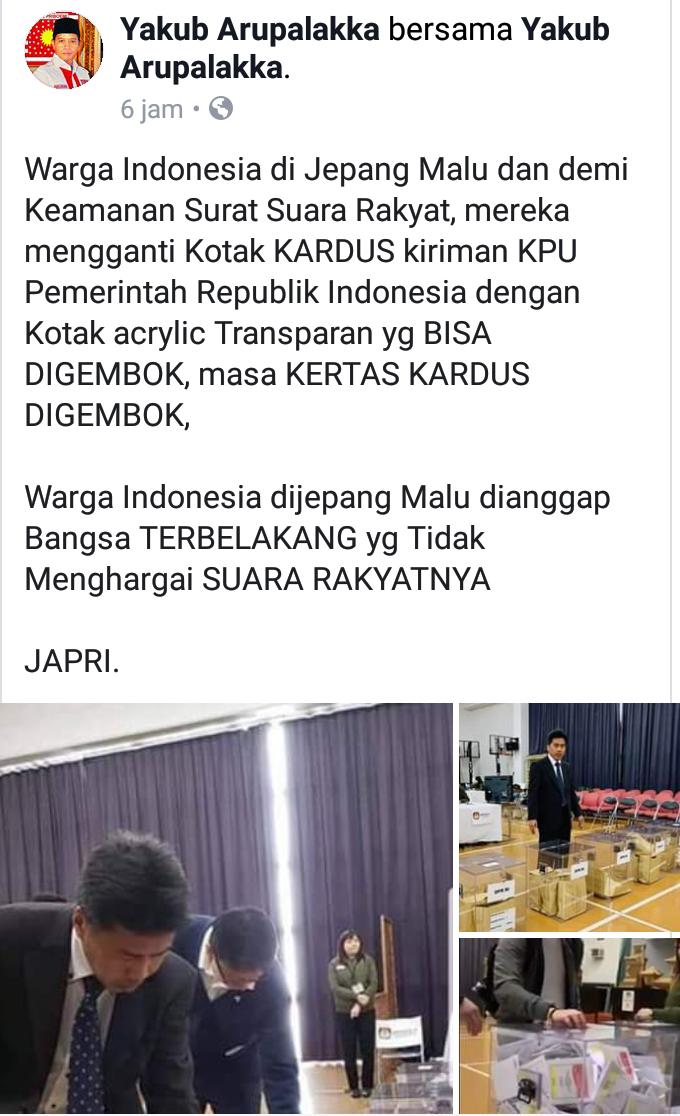 Yakub Arupalakka bersama Yakub
Arupalakka.
6 jam •
Warga Indonesia di Jepang Malu dan demi
Keamanan Surat Suara Rakyat, mereka
mengganti Kotak KARDUS kiriman KPU
Pemerintah Republik Indonesia dengan
Kotak acrylic Transparan yg BISA
DIGEMBOK, masa KERTAS KARDUS
DIGEMBOK,
Warga Indonesia dijepang Malu dianggap
Bangsa TERBELAKANG yg Tidak
Menghargai SUARA RAKYATNYA
JAPRI.